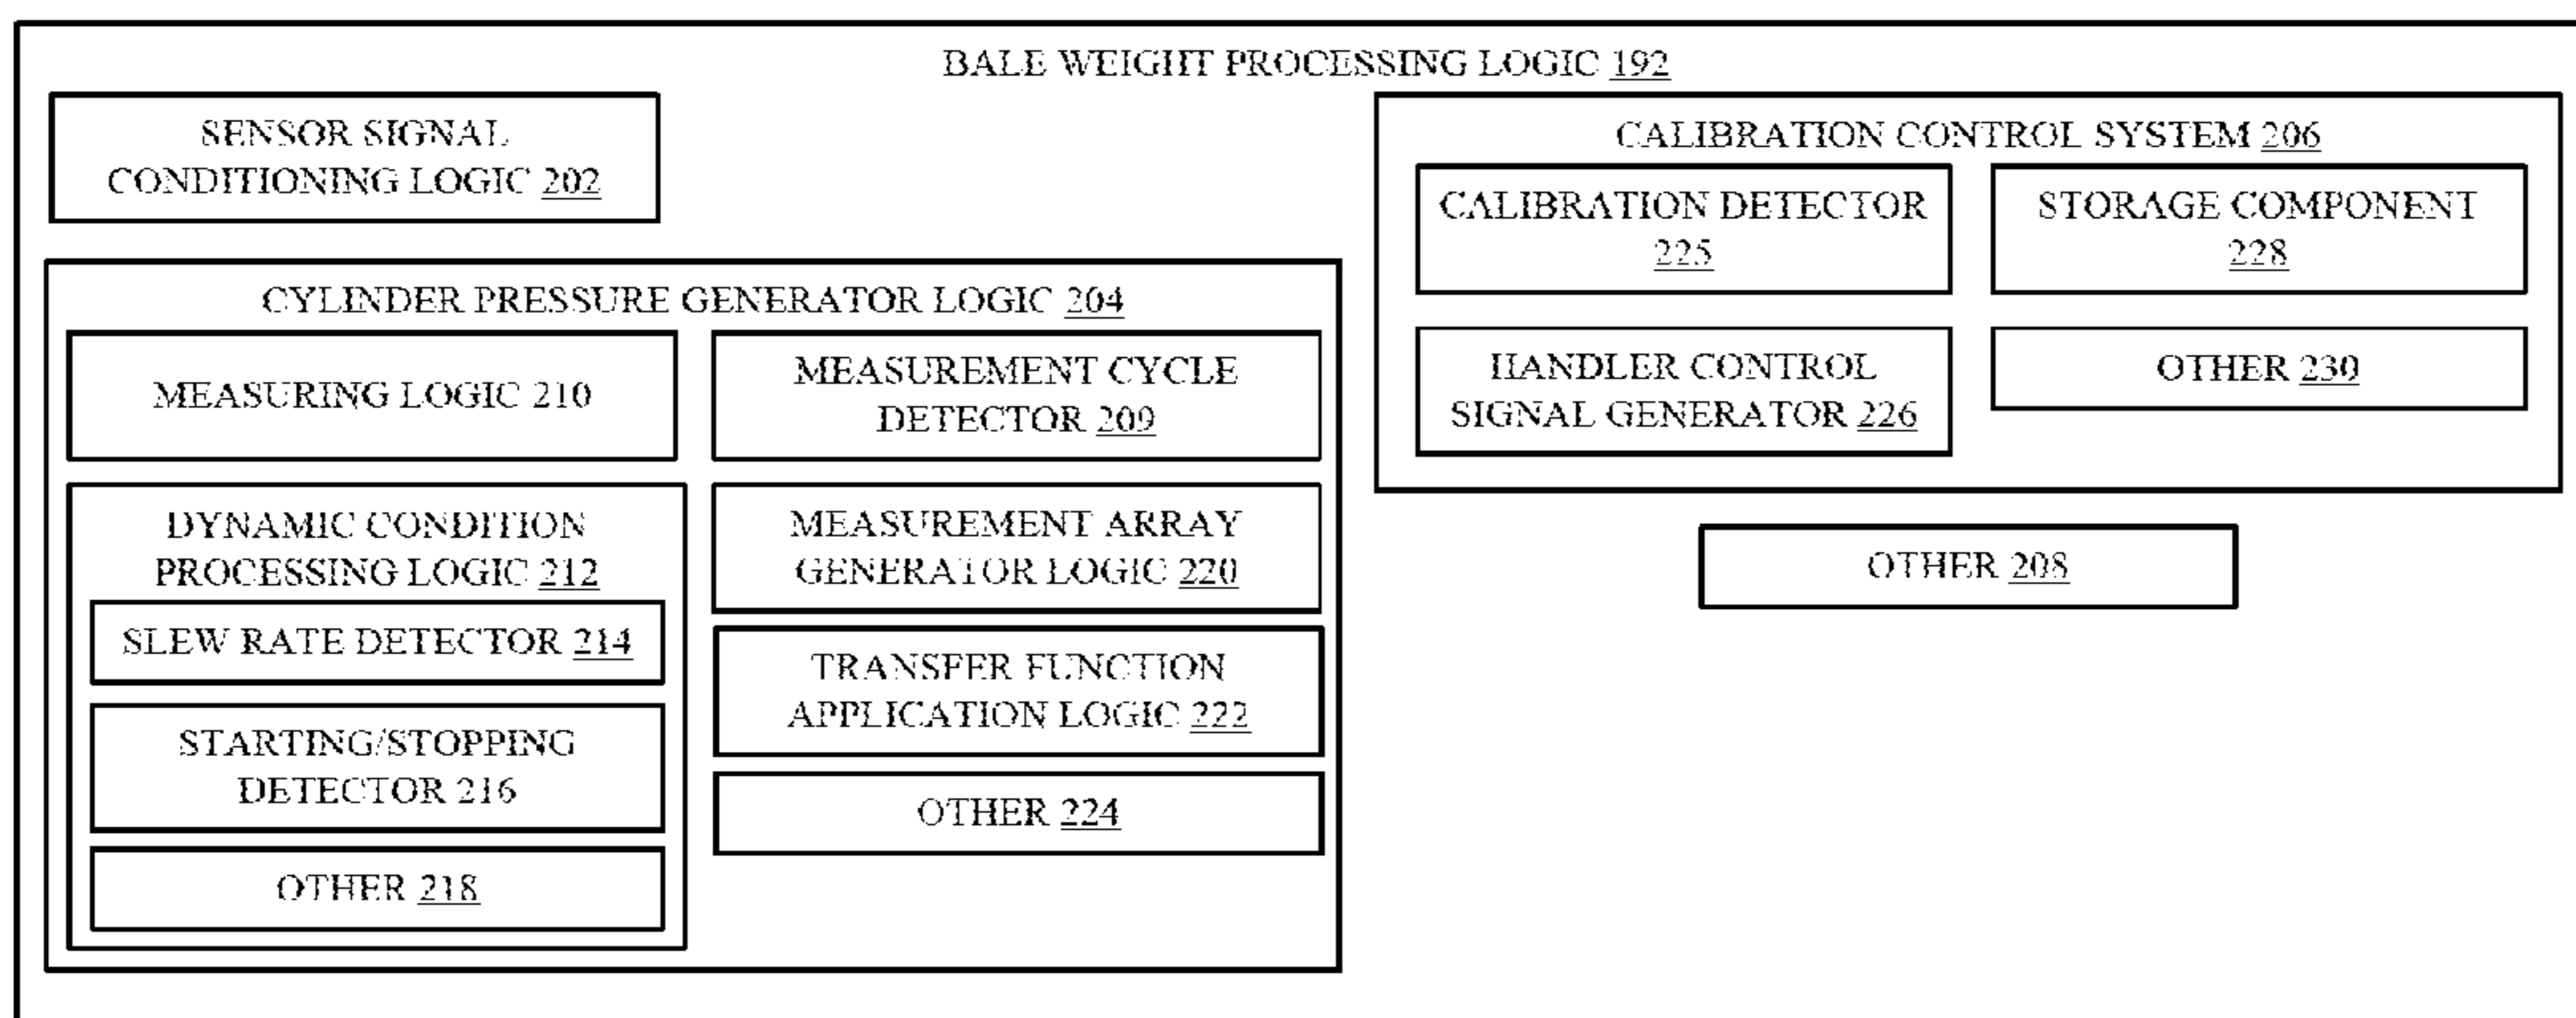 BALE WEIGHT PROCESSING LOGIC 192
SENSOR SIGNAL
CONDITIONING LOGIC 202
CYLINDER PRESSURE GENERATOR LOGIC 204
MEASURING LOGIC 210
MEASUREMENT CYCLE
DETECTOR 209
DYNAMIC CONDITION
PROCESSING LOGIC 212
SLEW RATE DETECTOR 214
STARTING/STOPPING
DETECTOR 216
OTHER 218
MEASUREMENT ARRAY
GENERATOR LOGIC 220
TRANSFER FUNCTION
APPLICATION LOGIC 222
OTHER 224
CALIBRATION CONTROL SYSTEM 206
CALIBRATION DETECTOR
225
STORAGE COMPONENT
228
HANDLER CONTROL
SIGNAL GENERATOR 226
OTHER 230
OTHER 208